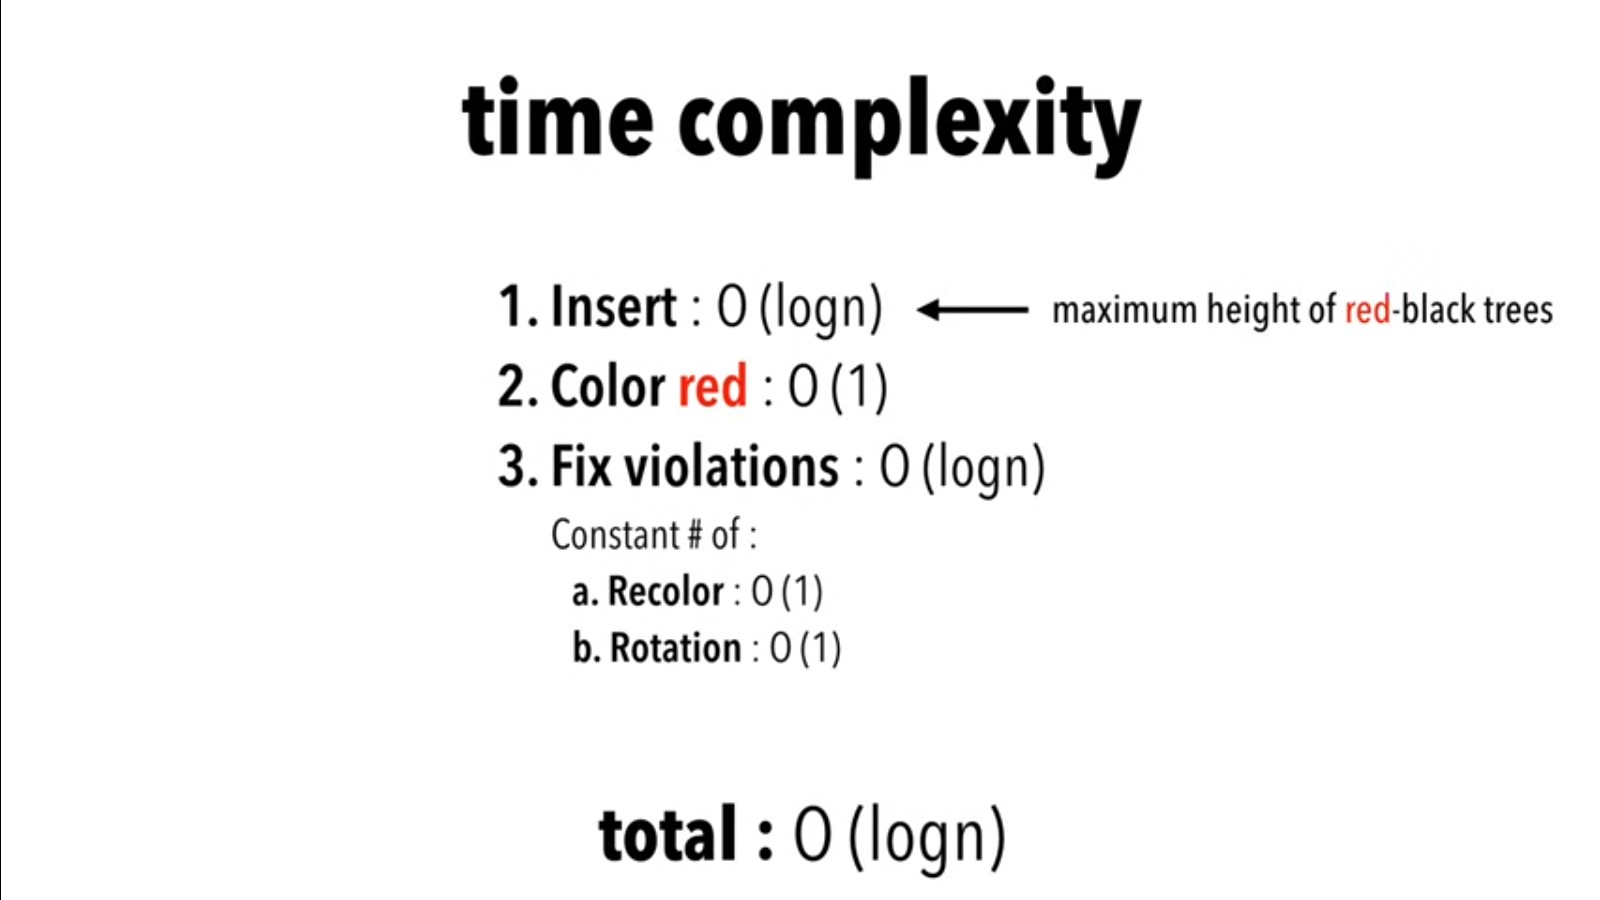 time complexity
1. Insert : O (logn) maximum height of red-black trees
2. Color red : O (1)
3. Fix violations : O (logn)
Constant # of :
a. Recolor : O (1)
b. Rotation : O (1)
total : O (logn)